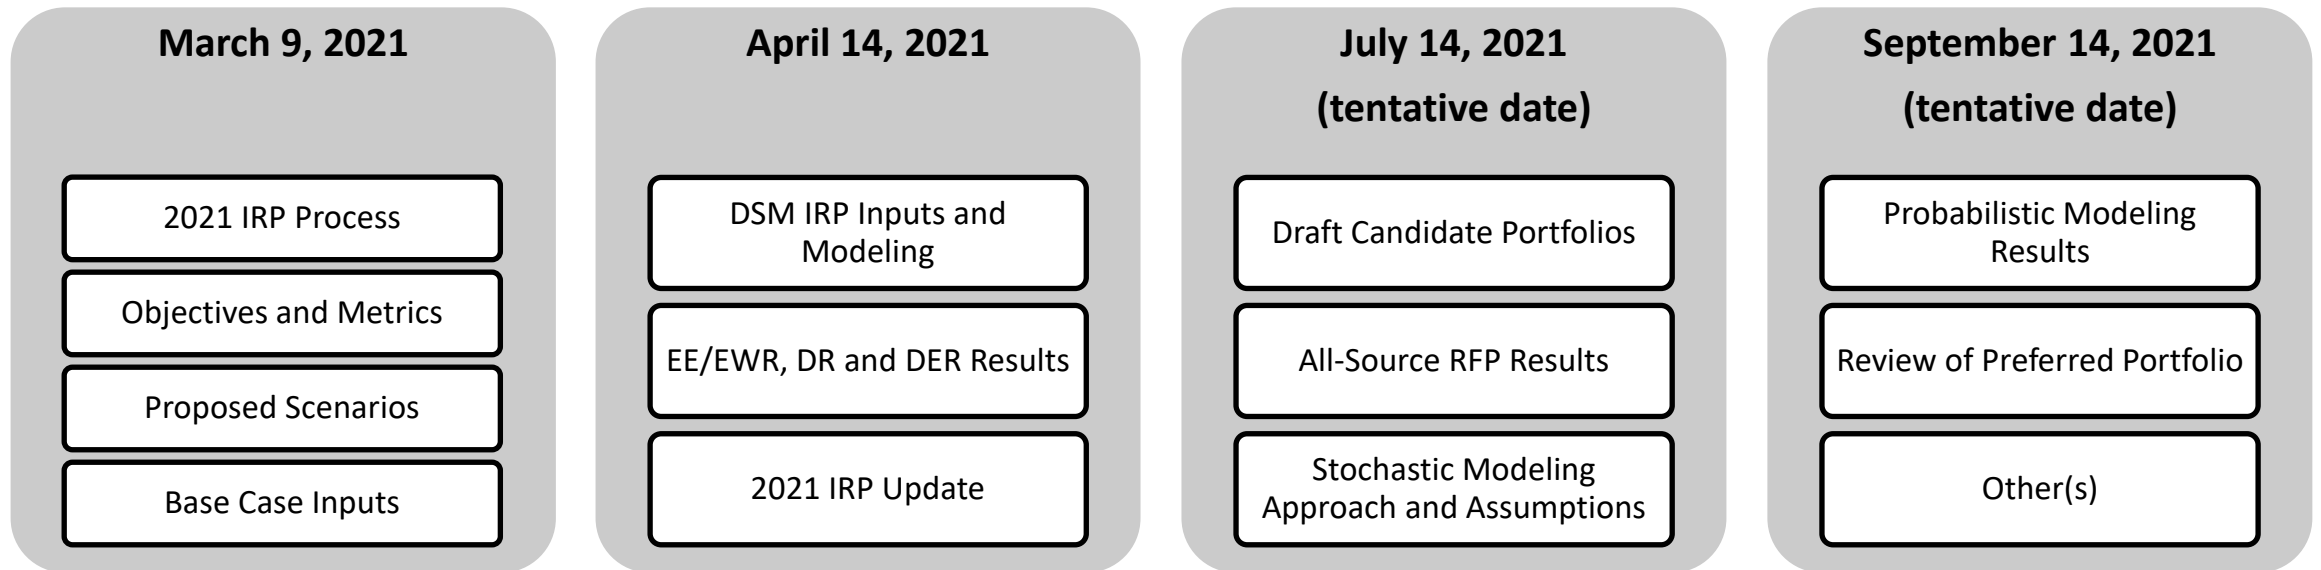 March 9, 2021
2021 IRP Process
Objectives and Metrics
Proposed Scenarios
Base Case Inputs
April 14, 2021
DSM IRP Inputs and
Modeling
EE/EWR, DR and DER Results
2021 IRP Update
July 14, 2021
(tentative date)
Draft Candidate Portfolios
All-Source RFP Results
Stochastic Modeling
Approach and Assumptions
September 14, 2021
(tentative date)
Probabilistic Modeling
Results
Review of Preferred Portfolio
Other(s)